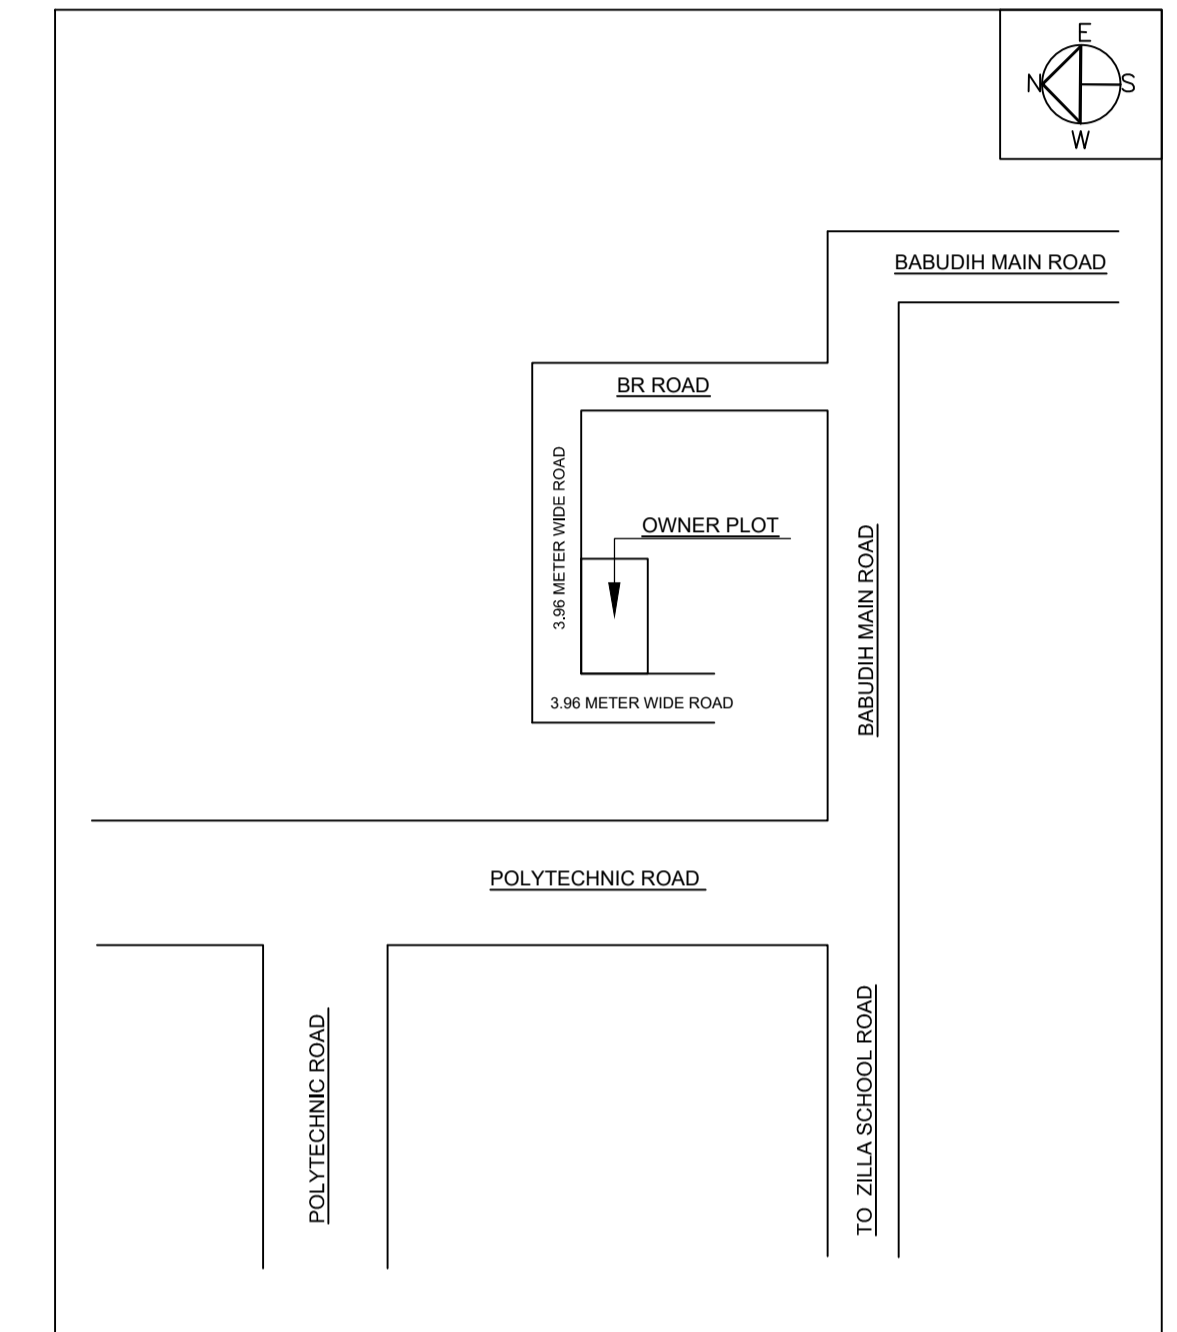 E
N
S
W
BABUDIH MAIN ROAD
BR ROAD
3.96 METER WIDE ROAD
OWNER PLOT
BABUDIH MAIN ROAD
3.96 METER WIDE ROAD
POLYTECHNIC ROAD
POLYTECHNIC ROAD
TO ZILLA SCHOOL ROAD